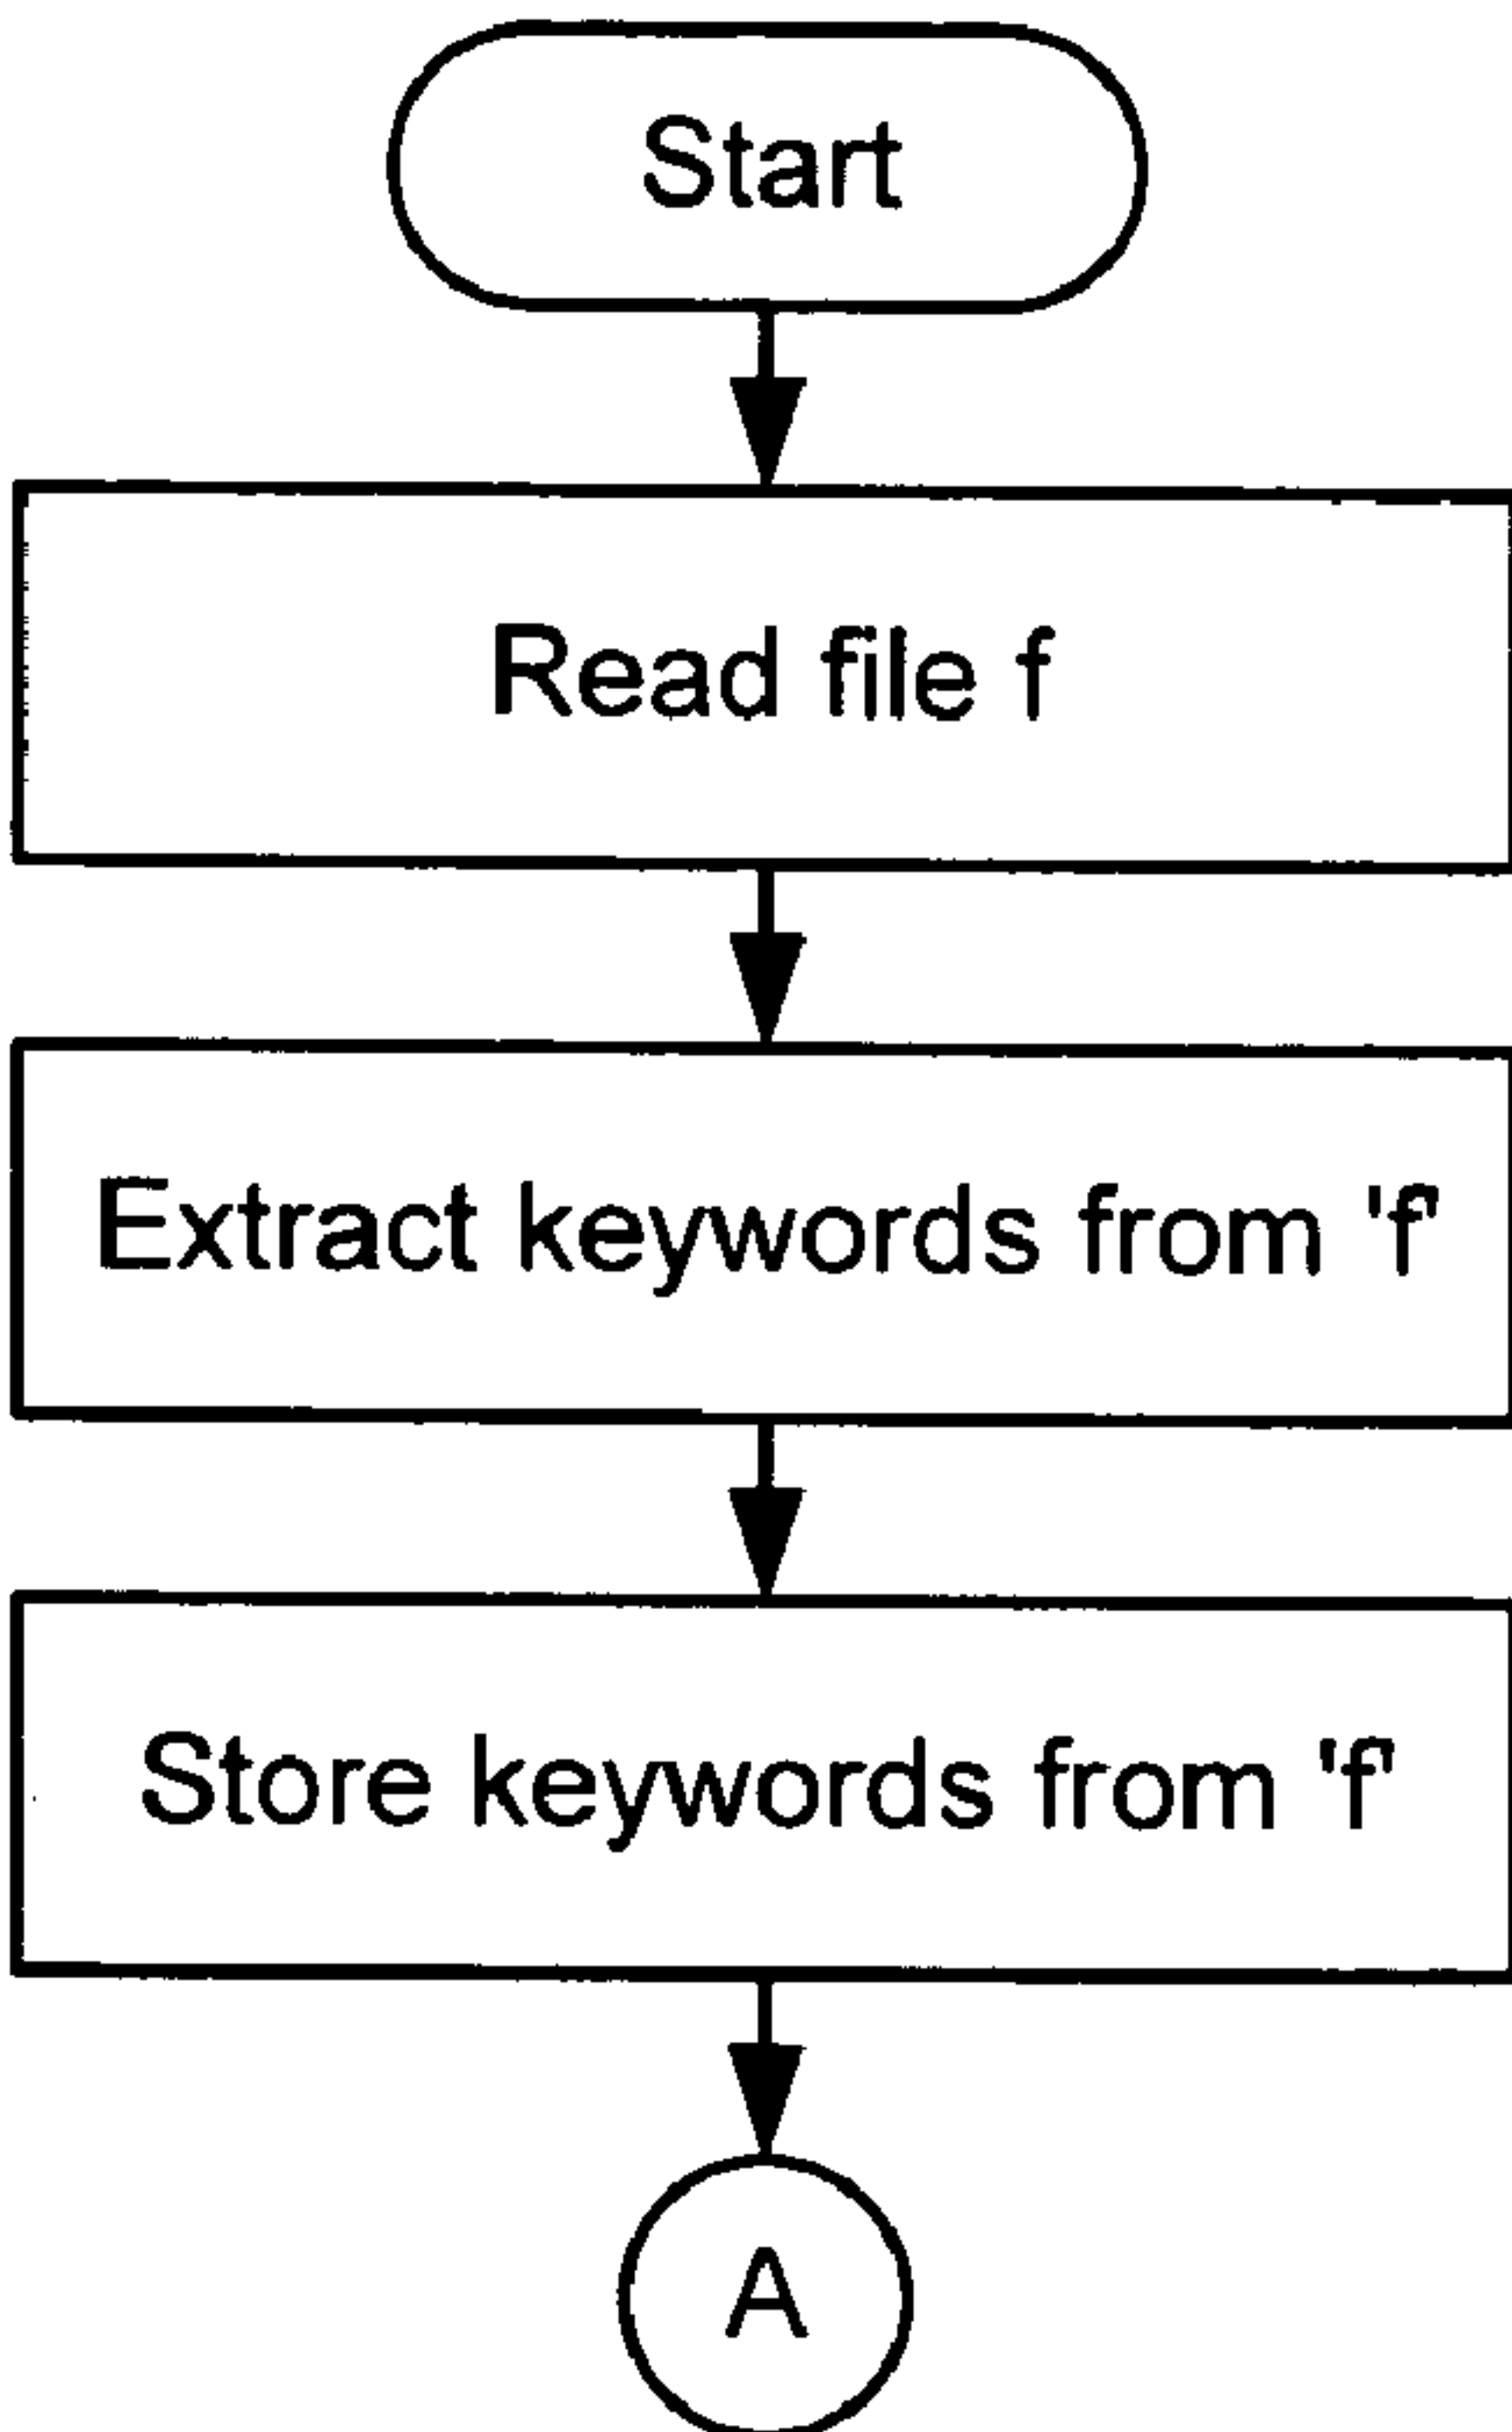 Start
Read file f
Extract keywords from 'f'
Store keywords from 'f'
A